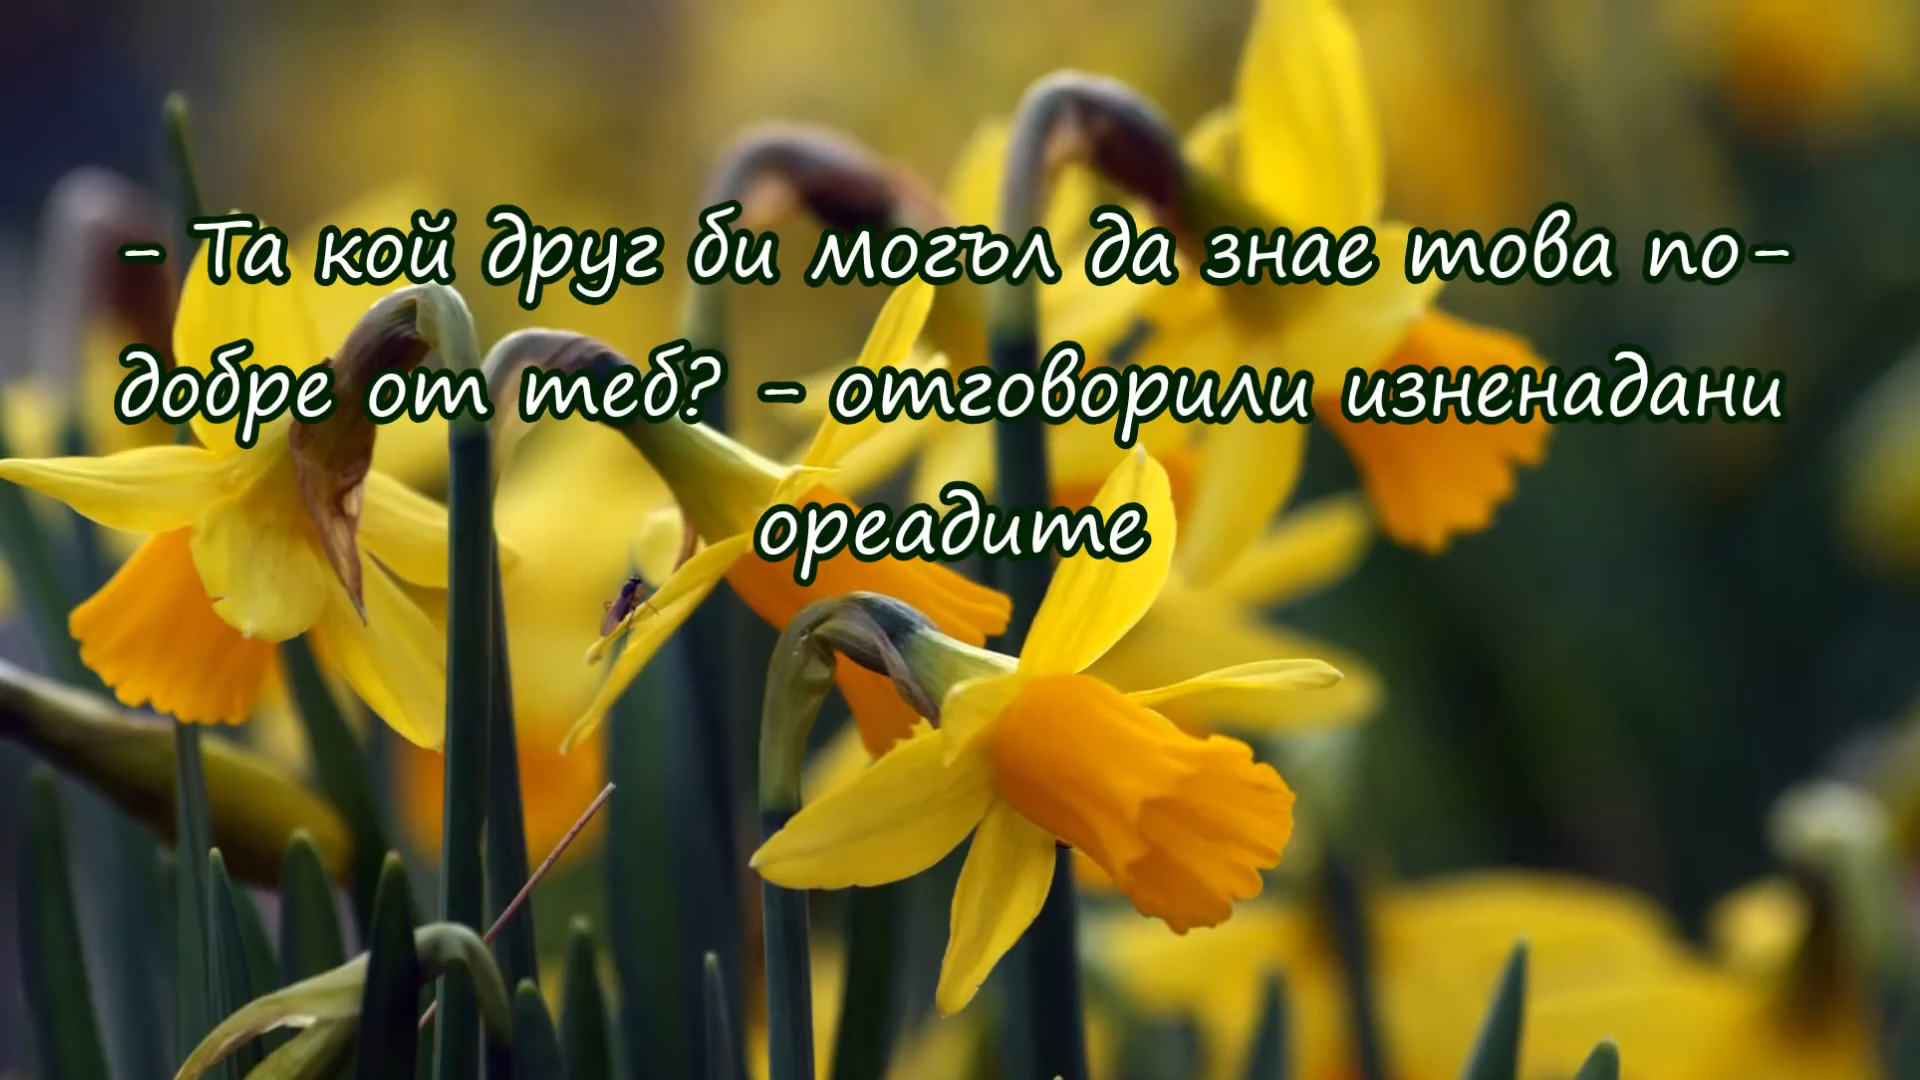 - Та кой друг би могъл да знае това по-
добре от теб? - отговорили изненадани
ореадите